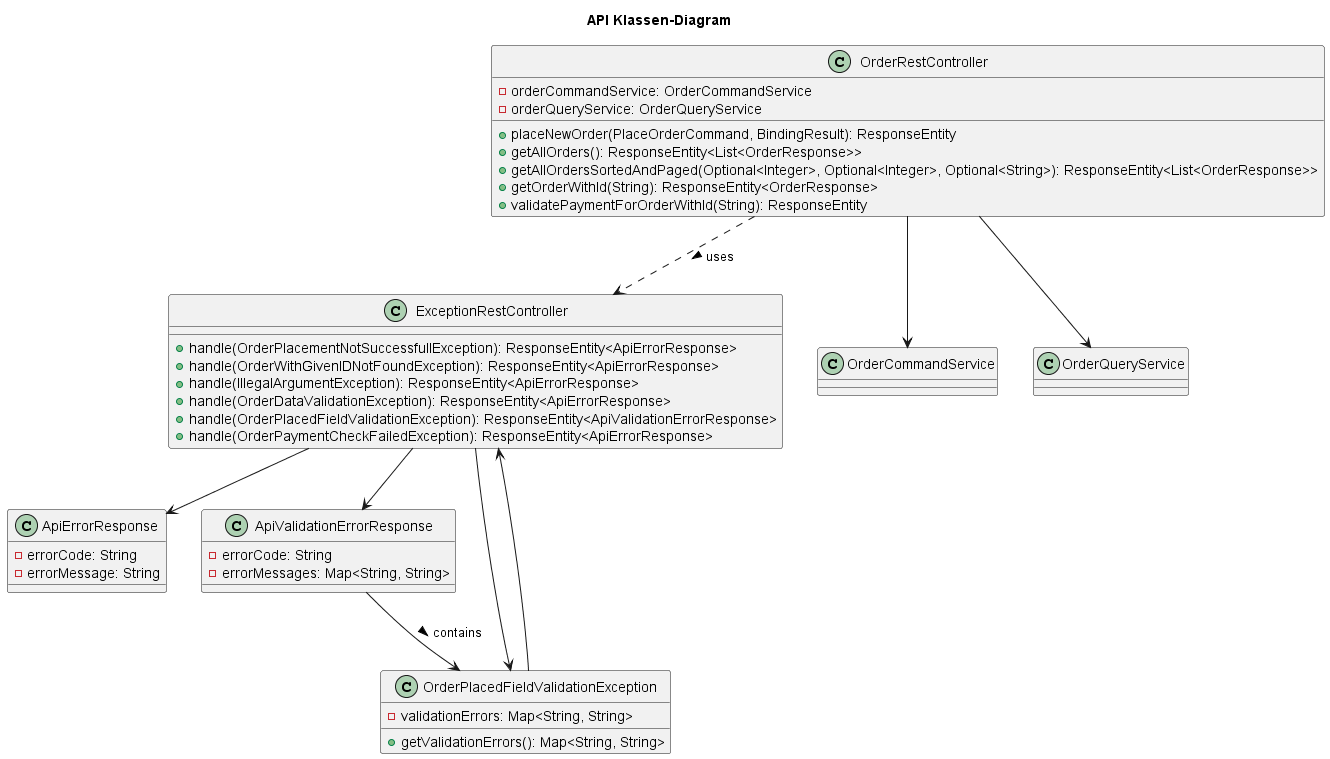 API Klassen-Diagram
C OrderRestController
orderCommandService: OrderCommandService
orderQueryService: OrderQueryService
placeNewOrder(PlaceOrderCommand, BindingResult): ResponseEntity
getAllOrders(): ResponseEntity<List<OrderResponse>>
getAllOrdersSortedAndPaged(Optional<Integer>, Optional<Integer>, Optional<String>): ResponseEntity<List<OrderResponse>>
getOrderWithId(String): ResponseEntity<OrderResponse>
validatePaymentForOrderWithId(String): ResponseEntity
uses
C ExceptionRestController
handle(OrderPlacementNotSuccessfullException): ResponseEntity<ApiErrorResponse>
handle(OrderWithGivenIDNotFoundException): ResponseEntity<ApiErrorResponse>
handle(IllegalArgumentException): ResponseEntity<ApiErrorResponse>
handle(OrderDataValidationException): ResponseEntity<ApiErrorResponse>
handle(OrderPlacedFieldValidationException): ResponseEntity<ApiValidationErrorResponse>
handle(OrderPaymentCheckFailedException): ResponseEntity<ApiErrorResponse>
C OrderCommandService
C OrderQueryService
C ApiErrorResponse
errorCode: String
errorMessage: String
C ApiValidationErrorResponse
errorCode: String
errorMessages: Map<String, String>
contains
C OrderPlacedFieldValidationException
validationErrors: Map<String, String>
getValidationErrors(): Map<String, String>